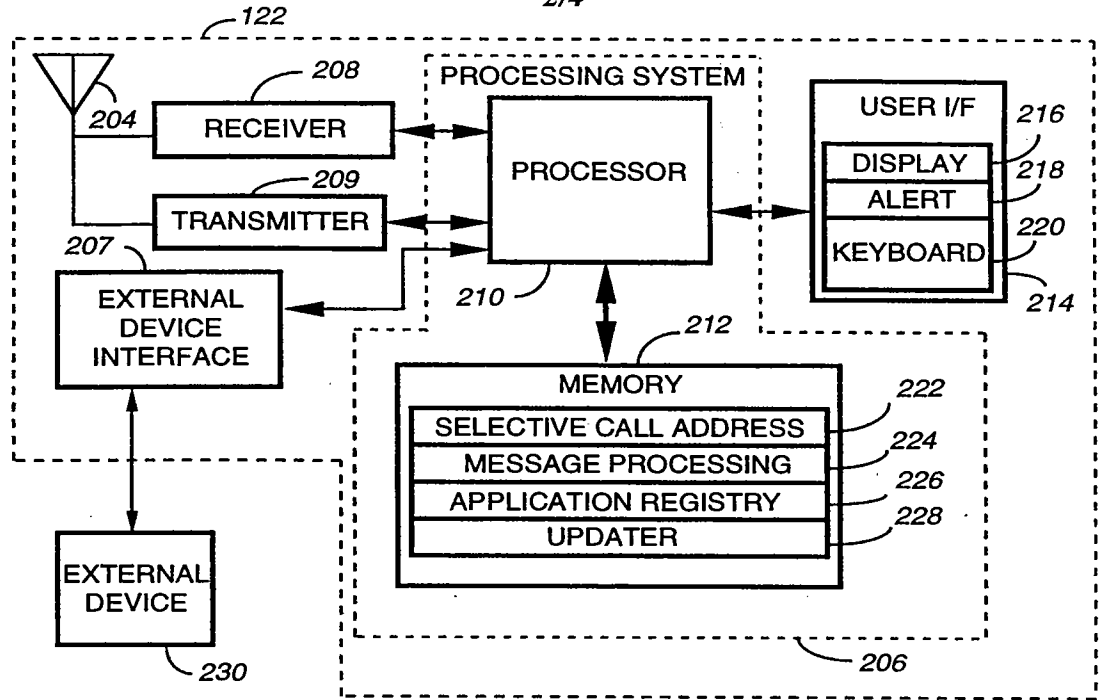 2/4
122
204
208
RECEIVER
209
TRANSMITTER
207
EXTERNAL
DEVICE
INTERFACE
PROCESSING SYSTEM
PROCESSOR
210
USER I/F
DISPLAY
ALERT
KEYBOARD
216
218
220
214
212
MEMORY
SELECTIVE CALL ADDRESS
MESSAGE PROCESSING
APPLICATION REGISTRY
UPDATER
222
224
226
228
206
EXTERNAL
DEVICE
230